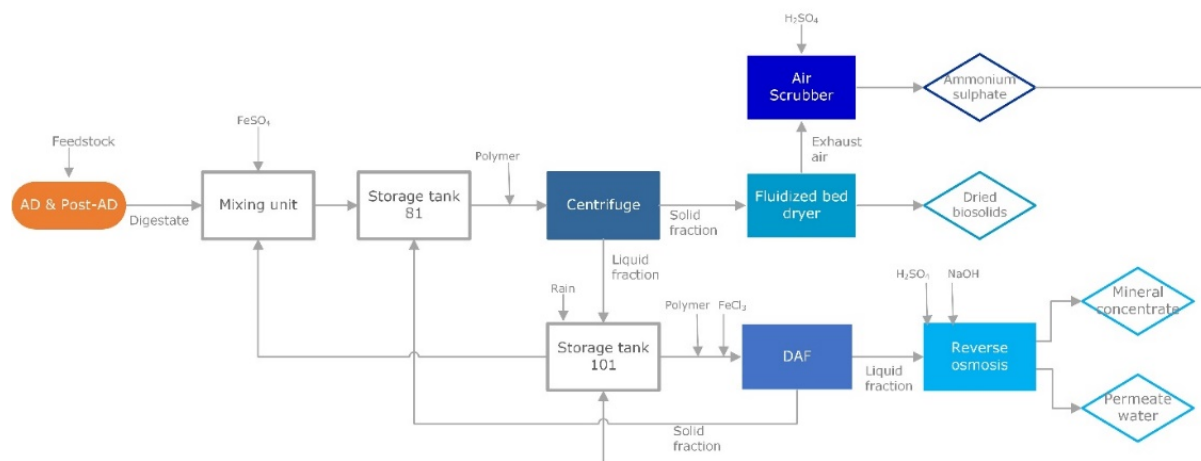 H₂SO₄
Air
Scrubber
Ammonium
sulphate
Exhaust
air
Feedstock
FeSO₄
Polymer
AD & Post-AD
Digestate
Mixing unit
Storage tank
81
Centrifuge
Solid
fraction
Fluidized bed
dryer
Dried
biosolids
Liquid
fraction
Rain
Storage tank
101
Polymer
FeCl₃
DAF
Liquid
fraction
H₂SO₄
NaOH
Reverse
osmosis
Mineral
concentrate
Permeate
water
Solid
fraction